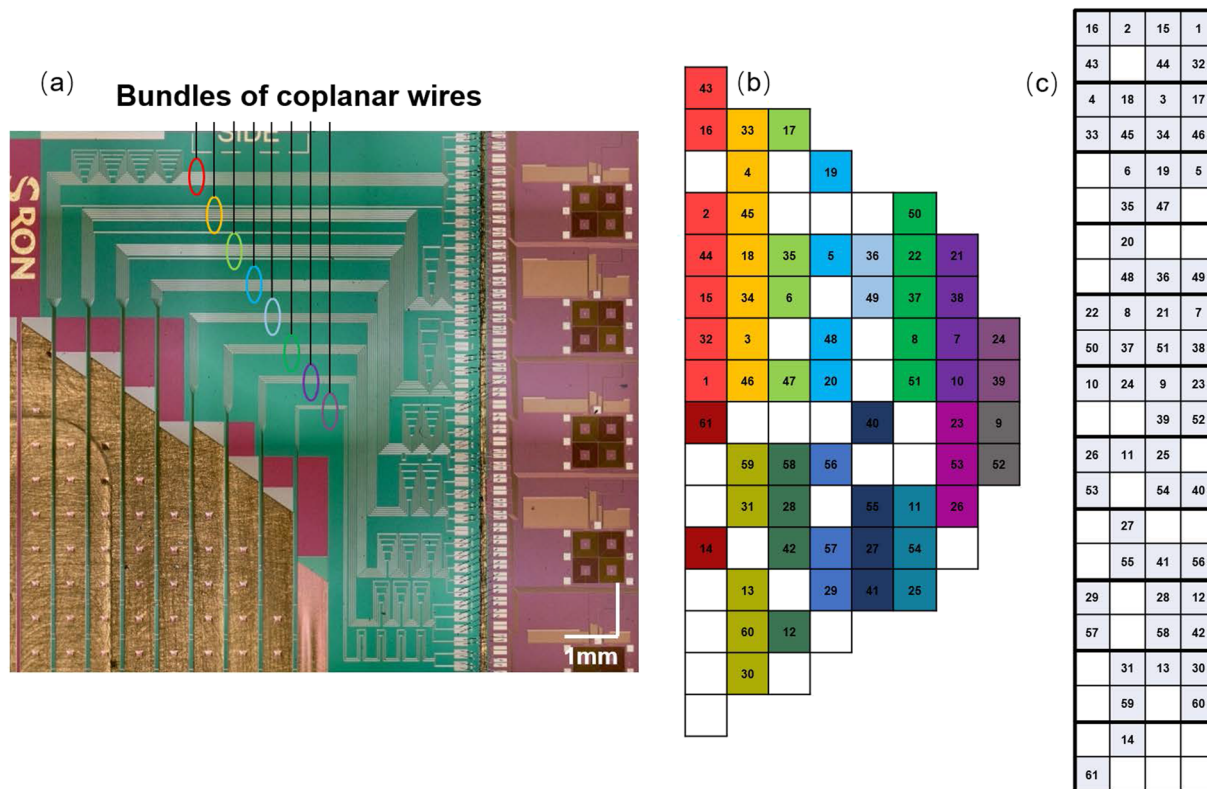 (a)
Bundles of coplanar wires
SIDE
SRON
1mm
(b)
43
16 33 17
4 19
2 45 50
44 18 35 5 36 22 21
15 34 6 49 37 38
32 3 48 8 7 24
1 46 47 20 51 10 39
61 40 23 9
59 58 56 53 52
31 28 55 11 26
14 42 57 27 54
13 29 41 25
60 12
30
(c)
16 2 15 1
43 44 32
4 18 3 17
33 45 34 46
6 19 5
35 47
20
48 36 49
22 8 21 7
50 37 51 38
10 24 9 23
39 52
26 11 25
53 54 40
27
55 41 56
29 28 12
57 58 42
31 13 30
59 60
14
61